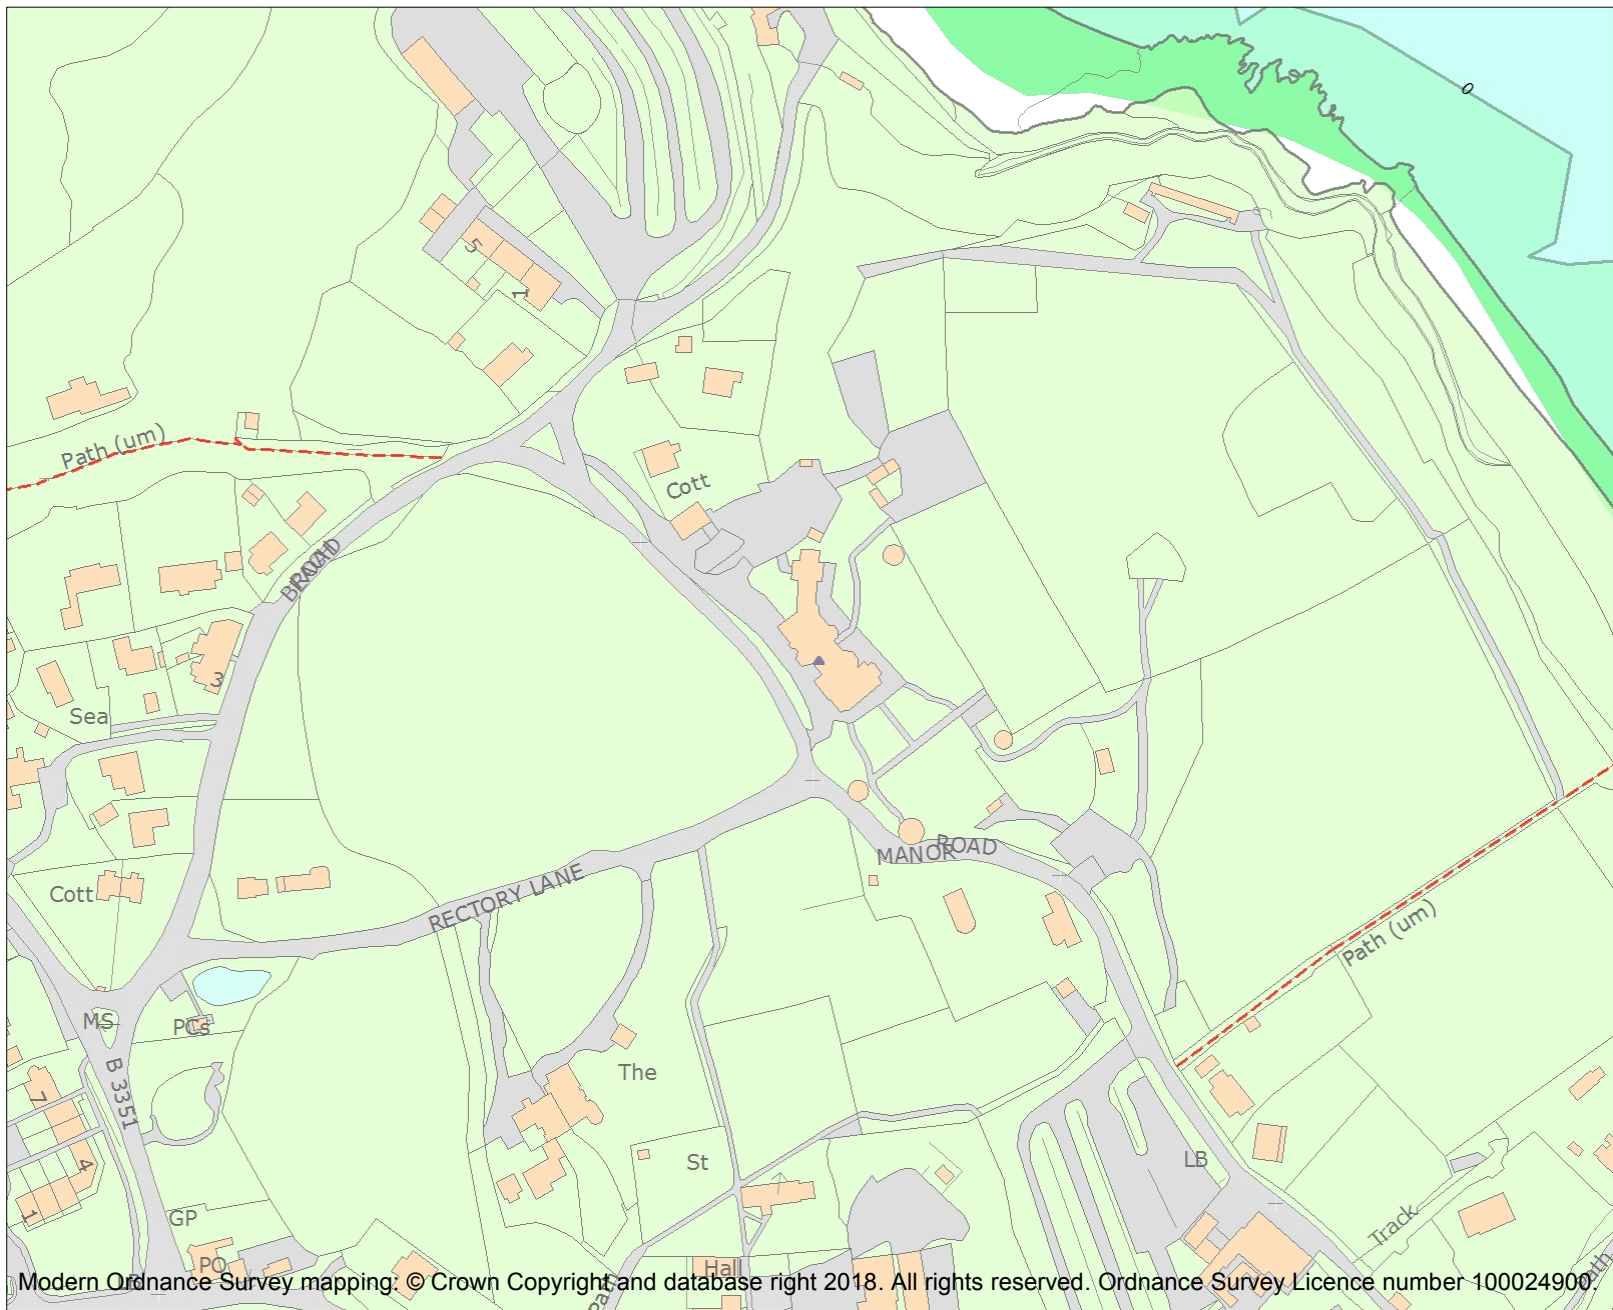 0
5
1
Path (um)
Cott
BEACH
ROAD
3
Sea
MANOR ROAD
Cott
RECTORY LANE
Path (um)
MS
PCs
B 3351
The
7
4
St
LB
1
GP
Track
PO
Hall
Path
Modern Ordnance Survey mapping: © Crown Copyright and database right 2018. All rights reserved. Ordnance Survey Licence number 100024900.